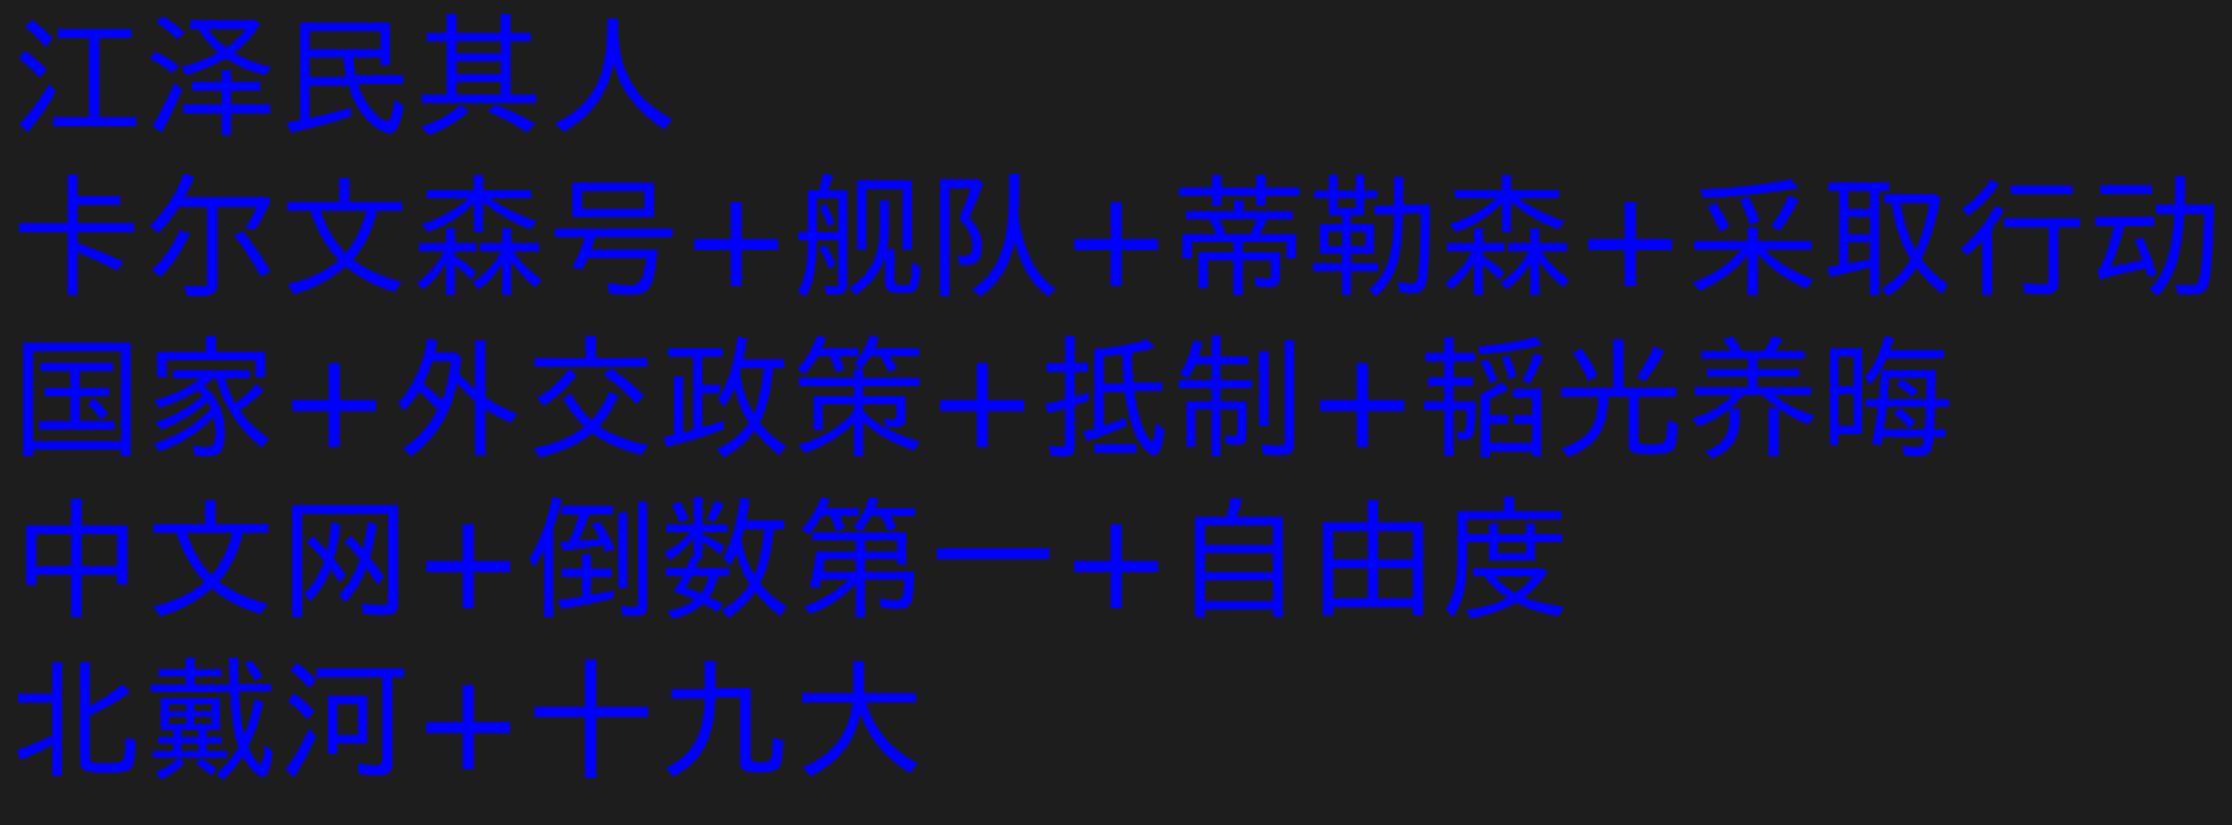 江泽民其人
卡尔文森号+舰队+蒂勒森+采取行动
国家+外交政策+抵制+韬光养晦
中文网+倒数第一+自由度
北戴河+十九大